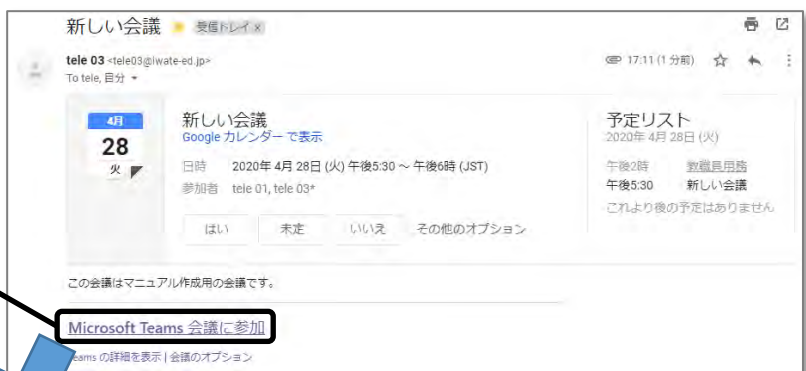 新しい会議 受信トレイ x
tele 03 <tele03@iwate-ed.jp> 17:11 (1 分前)
To tele, 自分
4月
28
火
新しい会議
Google カレンダー で表示
日時 2020年 4月 28日 (火) 午後5:30 ~ 午後6時 (JST)
参加者 tele 01, tele 03*
はい 未定 いいえ その他のオプション
予定リスト
2020年 4月 28日 (火)
午後2時 教職員用務
午後5:30 新しい会議
これより後の予定はありません
この会議はマニュアル作成用の会議です。
Microsoft Teams 会議に参加
eams の詳細を表示 | 会議のオプション